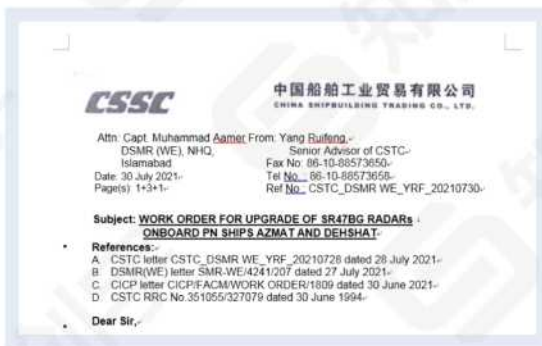 CSSC
中国船舶工业贸易有限公司
CHINA SHIPBUILDING TRADING CO., LTD.
Attn: Capt. Muhammad Aamer From: Yang Ruifeng,
DSMR (WE), NHQ, Senior Advisor of CSTC
Islamabad Fax No: 86-10-88573650
Date: 30 July 2021 Tel No.: 86-10-88573658
Page(s): 1+3+1 Ref No.: CSTC_DSMR WE_YRF_20210730
Subject: WORK ORDER FOR UPGRADE OF SR47BG RADARs
ONBOARD PN SHIPS AZMAT AND DEHSHAT
References:
A. CSTC letter CSTC_DSMR WE_YRF_20210728 dated 28 July 2021
B. DSMR(WE) letter SMR-WE/4241/207 dated 27 July 2021
C. CICP letter CICP/FACM/WORK ORDER/1809 dated 30 June 2021
D. CSTC RRC No.351055/327079 dated 30 June 1994
Dear Sir,